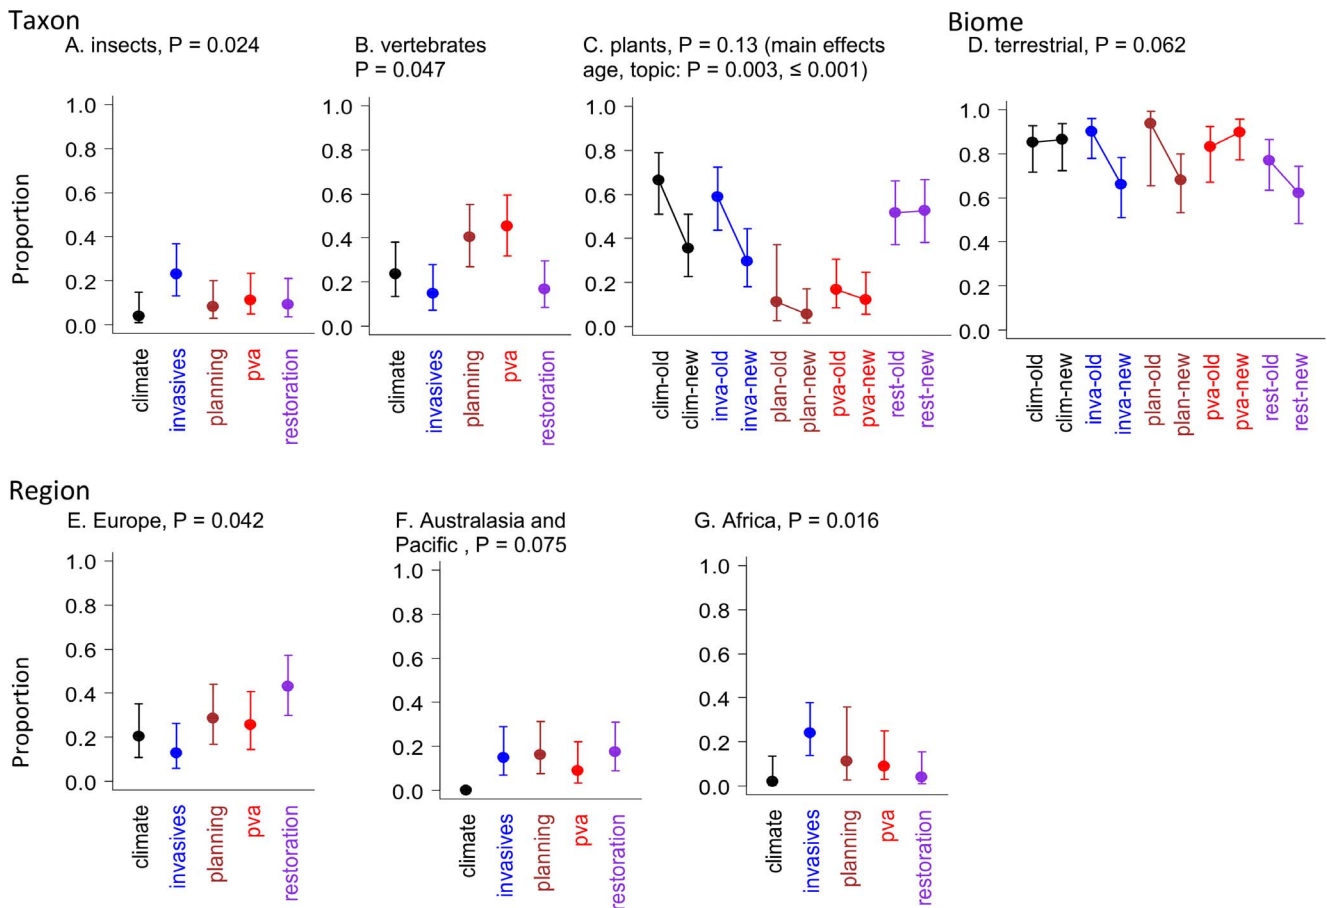 Taxon
Biome
A. insects, P = 0.024
B. vertebrates
P = 0.047
C. plants, P = 0.13 (main effects
age, topic: P = 0.003, ≤ 0.001)
D. terrestrial, P = 0.062
Proportion
1.0
0.8
0.6
0.4
0.2
0.0
climate
invasives
planning
pva
restoration
1.0
0.8
0.6
0.4
0.2
0.0
climate
invasives
planning
pva
restoration
1.0
0.8
0.6
0.4
0.2
0.0
clim-old
clim-new
inva-old
inva-new
plan-old
plan-new
pva-old
pva-new
rest-old
rest-new
1.0
0.8
0.6
0.4
0.2
0.0
clim-old
clim-new
inva-old
inva-new
plan-old
plan-new
pva-old
pva-new
rest-old
rest-new
Region
E. Europe, P = 0.042
F. Australasia and
Pacific , P = 0.075
G. Africa, P = 0.016
Proportion
1.0
0.8
0.6
0.4
0.2
0.0
climate
invasives
planning
pva
restoration
1.0
0.8
0.6
0.4
0.2
0.0
climate
invasives
planning
pva
restoration
1.0
0.8
0.6
0.4
0.2
0.0
climate
invasives
planning
pva
restoration